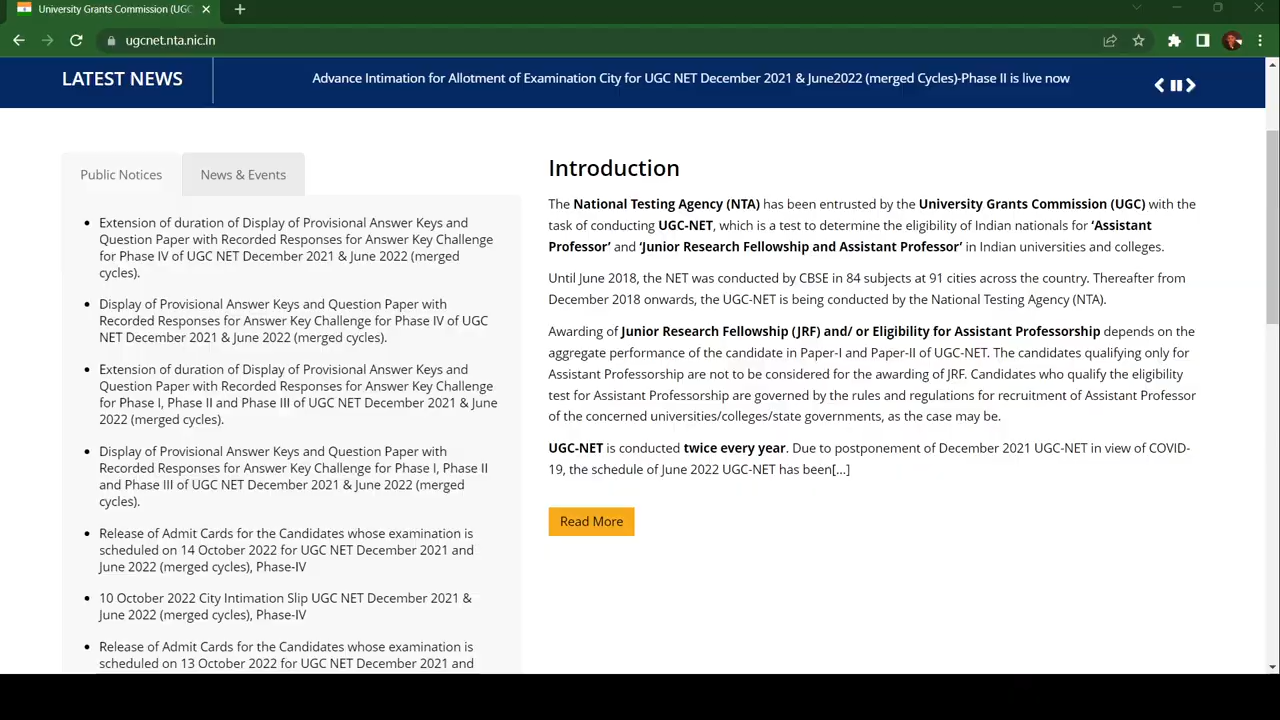 University Grants Commission (UGC
ugcnet.nta.nic.in
LATEST NEWS
Advance Intimation for Allotment of Examination City for UGC NET December 2021 & June2022 (merged Cycles)-Phase II is live now
Public Notices
News & Events
Extension of duration of Display of Provisional Answer Keys and
Question Paper with Recorded Responses for Answer Key Challenge
for Phase IV of UGC NET December 2021 & June 2022 (merged
cycles).
Display of Provisional Answer Keys and Question Paper with
Recorded Responses for Answer Key Challenge for Phase IV of UGC
NET December 2021 & June 2022 (merged cycles).
Extension of duration of Display of Provisional Answer Keys and
Question Paper with Recorded Responses for Answer Key Challenge
for Phase I, Phase II and Phase III of UGC NET December 2021 & June
2022 (merged cycles).
Display of Provisional Answer Keys and Question Paper with
Recorded Responses for Answer Key Challenge for Phase I, Phase II
and Phase III of UGC NET December 2021 & June 2022 (merged
cycles).
Release of Admit Cards for the Candidates whose examination is
scheduled on 14 October 2022 for UGC NET December 2021 and
June 2022 (merged cycles), Phase-IV
10 October 2022 City Intimation Slip UGC NET December 2021 &
June 2022 (merged cycles), Phase-IV
Release of Admit Cards for the Candidates whose examination is
scheduled on 13 October 2022 for UGC NET December 2021 and
Introduction
The National Testing Agency (NTA) has been entrusted by the University Grants Commission (UGC) with the
task of conducting UGC-NET, which is a test to determine the eligibility of Indian nationals for ‘Assistant
Professor’ and ‘Junior Research Fellowship and Assistant Professor’ in Indian universities and colleges.
Until June 2018, the NET was conducted by CBSE in 84 subjects at 91 cities across the country. Thereafter from
December 2018 onwards, the UGC-NET is being conducted by the National Testing Agency (NTA).
Awarding of Junior Research Fellowship (JRF) and/ or Eligibility for Assistant Professorship depends on the
aggregate performance of the candidate in Paper-I and Paper-II of UGC-NET. The candidates qualifying only for
Assistant Professorship are not to be considered for the awarding of JRF. Candidates who qualify the eligibility
test for Assistant Professorship are governed by the rules and regulations for recruitment of Assistant Professor
of the concerned universities/colleges/state governments, as the case may be.
UGC-NET is conducted twice every year. Due to postponement of December 2021 UGC-NET in view of COVID-
19, the schedule of June 2022 UGC-NET has been[...]
Read More